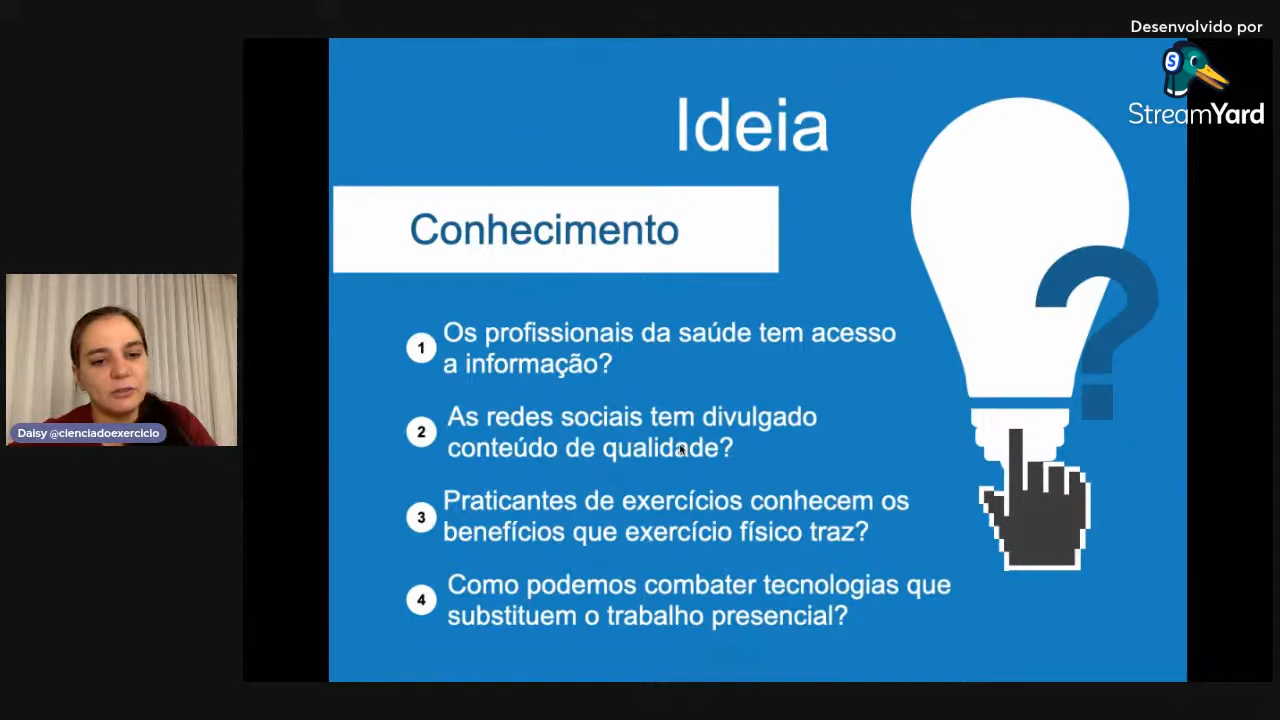 Desenvolvido por
StreamYard
Ideia
Conhecimento
1 Os profissionais da saúde tem acesso
a informação?
2 As redes sociais tem divulgado
conteúdo de qualidade?
3 Praticantes de exercícios conhecem os
benefícios que exercício físico traz?
4 Como podemos combater tecnologias que
substituem o trabalho presencial?
Daisy @cienciadoexercicio
S
?